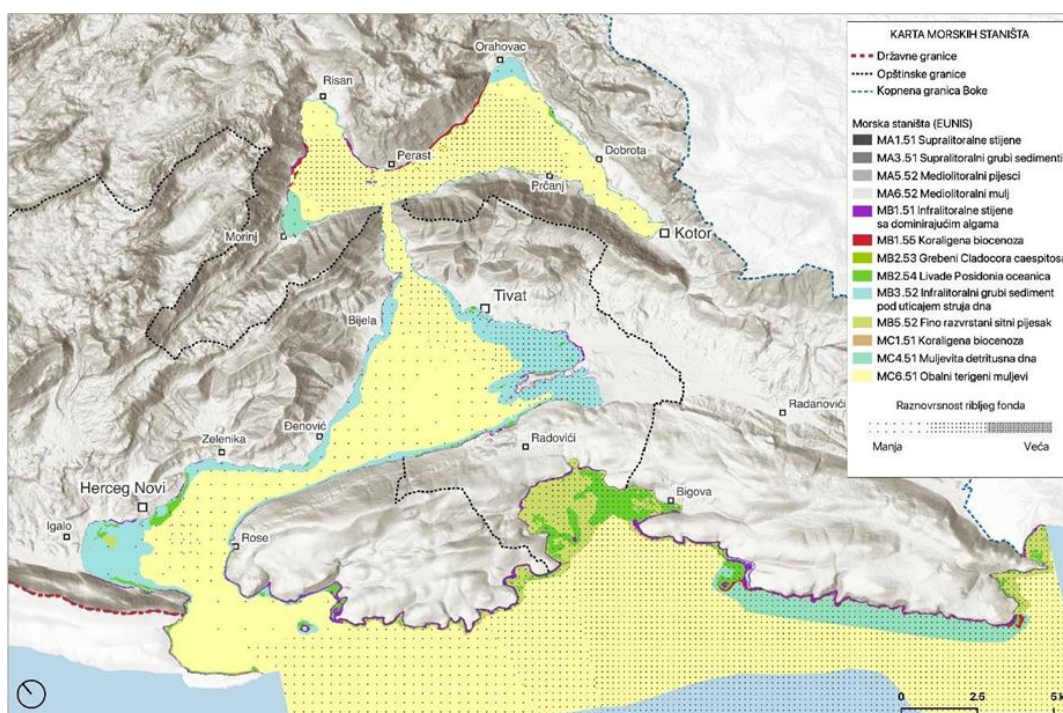 KARTA MORSKIH STANIŠTA
Državne granice
Opštinske granice
Kopnena granica Boke
Morska staništa (EUNIS)
MA1.51 Supralitoralne stijene
MA3.51 Supralitoralni grubi sedimenti
MA5.52 Mediolitoralni pijesci
MA6.52 Mediolitoralni mulj
MB1.51 Infralitoralne stijene
sa dominirajućim algama
MB1.55 Koraligena biocenoza
MB2.53 Grebeni Cladocora caespitosa
MB2.54 Livade Posidonia oceanica
MB3.52 Infralitoralni grubi sediment
pod uticajem struja dna
MB5.52 Fino razvrstani sitni pijesak
MC1.51 Koraligena biocenoza
MC4.51 Muljevita detritusna dna
MC6.51 Obalni terigeni muljevi
Raznovrsnost ribljeg fonda
Manja Veća
Orahovac
Risan
Perast
Dobrota
Prčanj
Morinj
Kotor
Tivat
Bijela
Radanovići
Đenović
Zelenika
Radovići
Herceg Novi
Bigova
Igalo
Rose
0 2.5 5 k